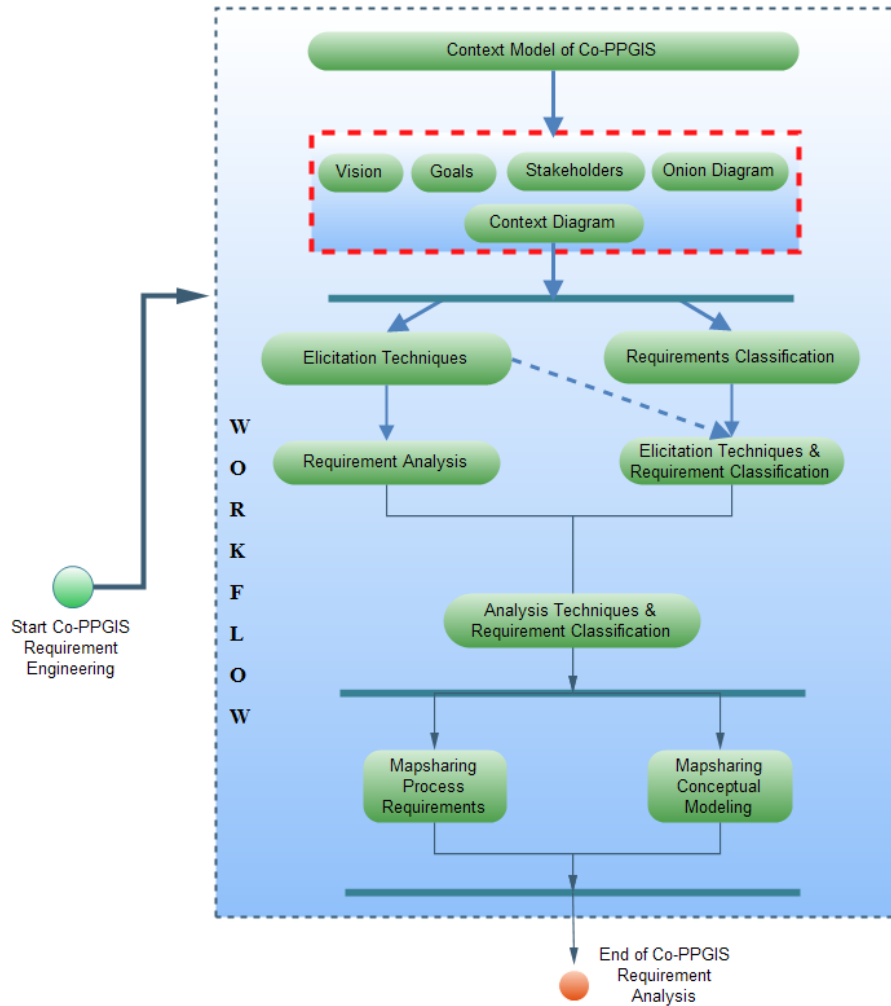 Context Model of Co-PPGIS
Vision
Goals
Stakeholders
Onion Diagram
Context Diagram
Elicitation Techniques
Requirements Classification
Requirement Analysis
Elicitation Techniques &
Requirement Classification
WORKFLOW
Start Co-PPGIS
Requirement
Engineering
Analysis Techniques &
Requirement Classification
Mapsharing
Process
Requirements
Mapsharing
Conceptual
Modeling
End of Co-PPGIS
Requirement
Analysis